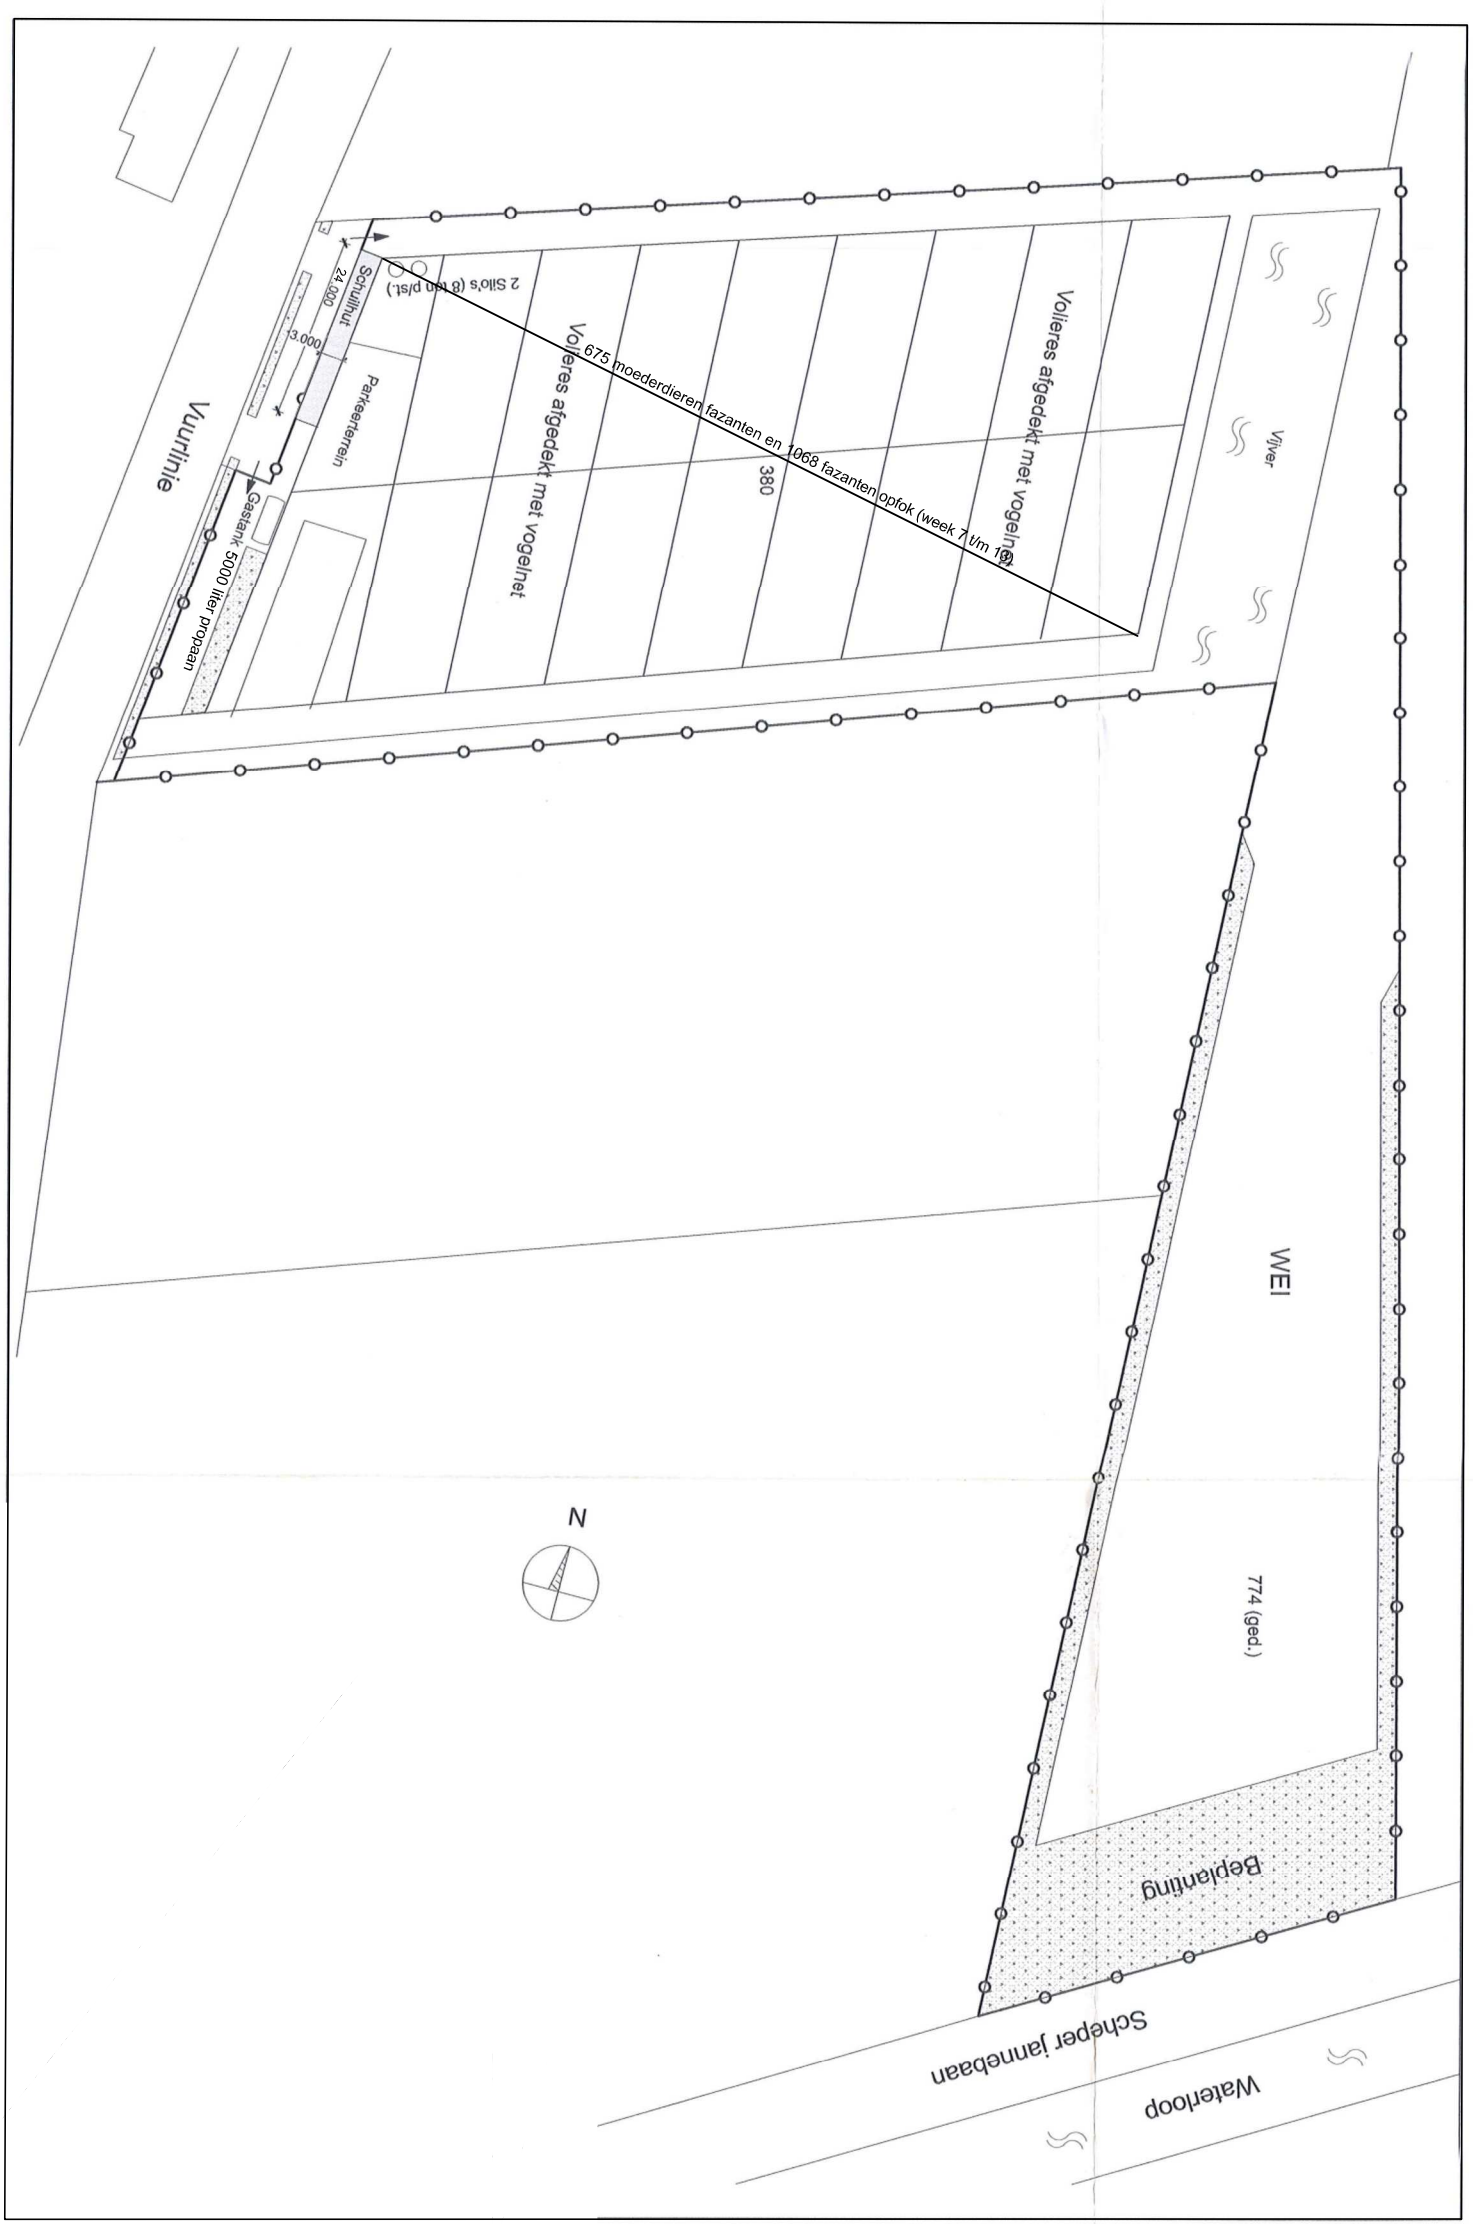 2 Silo's (8 ton p/st.)
Schuilhut
24.000
3.000
Parkeerterrein
Vuurlinie
Gastank 5000 liter propaan
Volieres afgedekt met vogelnet
675 moederdieren fazanten en 1068 fazanten opfok (week 7 t/m 13)
380
Volieres afgedekt met vogelnet
Vijver
WEI
774 (ged.)
N
Beplanting
Scheper jannebaan
Waterloop